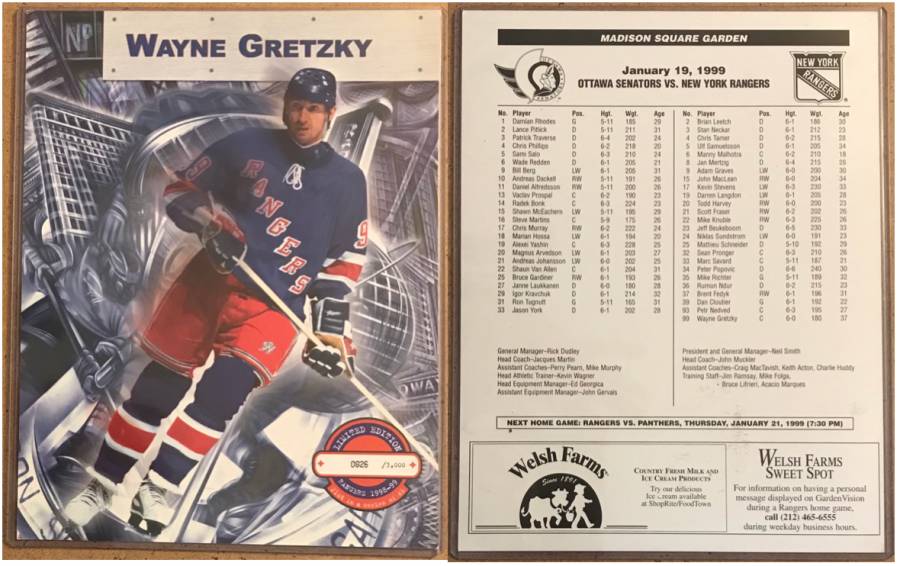 WAYNE GRETZKY
RANGERS
9
LIMITED EDITION
0826 /3,000
RANGERS 1998-99
MADISON SQUARE GARDEN
January 19, 1999
OTTAWA SENATORS VS. NEW YORK RANGERS
NEW YORK
RANGERS
No. Player Pos. Hgt. Wgt. Age
1 Damian Rhodes G 5-11 185 29
2 Lance Pitlick D 5-11 211 31
3 Patrick Traverse D 6-4 202 24
4 Chris Phillips D 6-2 218 20
5 Sami Salo D 6-3 210 24
6 Wade Redden D 6-1 205 21
9 Bill Berg LW 6-1 205 31
10 Andreas Dackell RW 5-11 191 26
11 Daniel Alfredsson RW 5-11 200 26
13 Vaclav Prospal C 6-2 190 23
14 Radek Bonk C 6-3 224 23
15 Shawn McEachern LW 5-11 195 29
16 Steve Martins C 5-9 175 26
17 Chris Murray RW 6-2 222 24
18 Marian Hossa LW 6-1 194 20
19 Alexei Yashin C 6-3 228 25
20 Magnus Arvedson LW 6-1 203 27
21 Andreas Johansson LW 6-0 202 25
22 Shaun Van Allen C 6-1 204 31
25 Bruce Gardiner RW 6-1 193 26
27 Janne Laukkanen D 6-0 180 28
29 Igor Kravchuk D 6-1 214 32
31 Ron Tugnutt G 5-11 165 31
33 Jason York D 6-1 202 28
General Manager–Rick Dudley
Head Coach–Jacques Martin
Assistant Coaches–Perry Pearn, Mike Murphy
Head Athletic Trainer–Kevin Wagner
Head Equipment Manager–Ed Georgica
Assistant Equipment Manager–John Gervais
No. Player Pos. Hgt. Wgt. Age
2 Brian Leetch D 6-1 186 30
3 Stan Neckar D 6-1 212 23
4 Chris Tamer D 6-2 215 28
5 Ulf Samuelsson D 6-1 205 34
6 Manny Malhotra C 6-2 210 18
8 Jan Mertzig D 6-4 215 28
9 Adam Graves LW 6-0 200 30
15 John MacLean RW 6-0 204 34
17 Kevin Stevens LW 6-3 230 33
19 Darren Langdon LW 6-1 205 28
20 Todd Harvey RW 6-0 200 23
21 Scott Fraser RW 6-2 202 26
22 Mike Knuble RW 6-3 225 26
23 Jeff Beukeboom D 6-5 230 33
24 Niklas Sundstrom LW 6-0 191 23
25 Mathieu Schneider D 5-10 192 29
32 Sean Pronger C 6-3 210 26
33 Marc Savard C 5-11 187 21
34 Peter Popovic D 6-6 240 30
35 Mike Richter G 5-11 189 32
36 Rumun Ndur D 6-2 215 23
37 Brent Fedyk RW 6-1 196 31
39 Dan Cloutier G 6-1 192 22
93 Petr Nedved C 6-3 195 27
99 Wayne Gretzky C 6-0 180 37
President and General Manager–Neil Smith
Head Coach–John Muckler
Assistant Coaches–Craig MacTavish, Keith Acton, Charlie Huddy
Training Staff–Jim Ramsay, Mike Folga,
- Bruce Lifrieri, Acacio Marques
NEXT HOME GAME: RANGERS VS. PANTHERS, THURSDAY, JANUARY 21, 1999 (7:30 PM)
Welsh Farms
Since 1891
COUNTRY FRESH MILK AND
ICE CREAM PRODUCTS
Try our delicious
Ice Cream available
at ShopRite/FoodTown
WELSH FARMS
SWEET SPOT
For information on having a personal
message displayed on GardenVision
during a Rangers home game,
call (212) 465-6555
during weekday business hours.